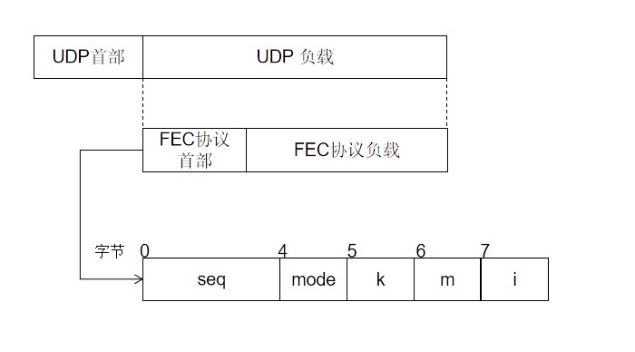 UDP首部 UDP 负载
FEC协议
首部
FEC协议负载
字节 0 4 5 6 7
seq mode k m i